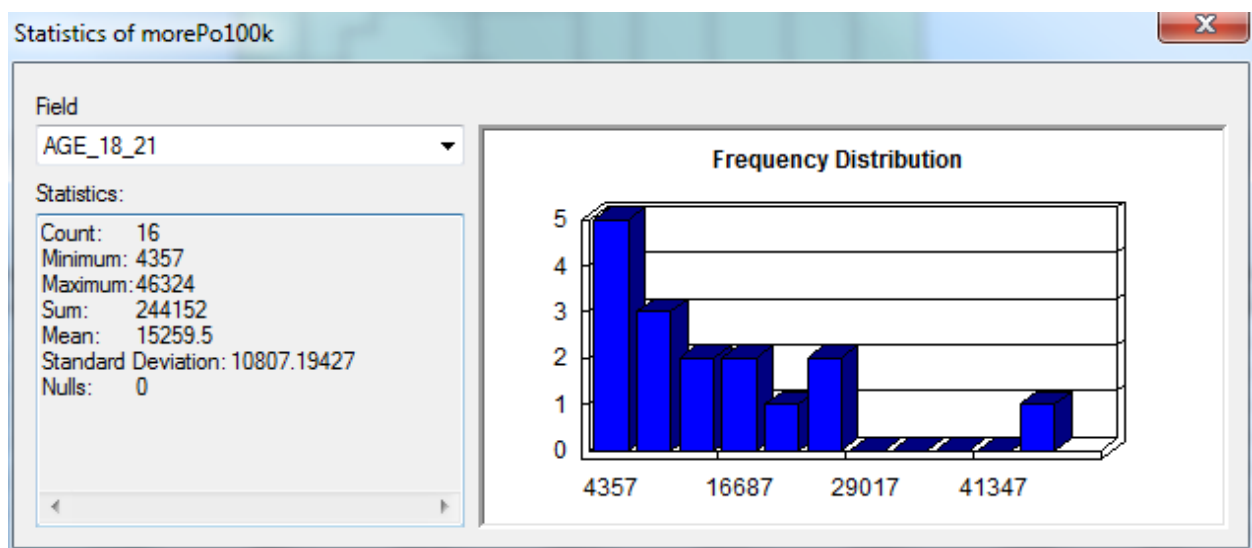 Statistics of morePo100k
X
Field
AGE_18_21
Statistics:
Count: 16
Minimum: 4357
Maximum: 46324
Sum: 244152
Mean: 15259.5
Standard Deviation: 10807.19427
Nulls: 0
Frequency Distribution
5
4
3
2
1
0
4357 16687 29017 41347